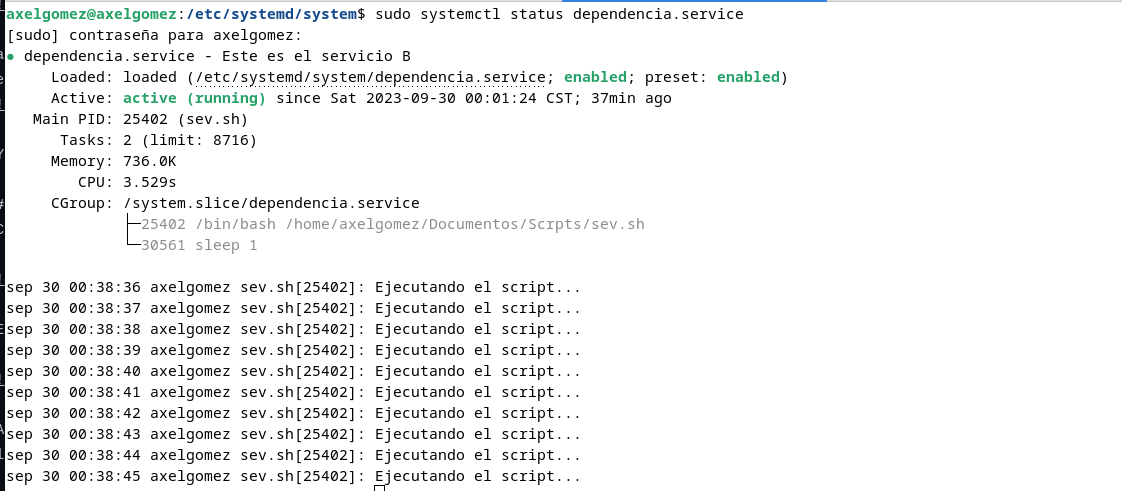 axelgomez@axelgomez:/etc/systemd/system$ sudo systemctl status dependencia.service
[sudo] contraseña para axelgomez:
● dependencia.service - Este es el servicio B
     Loaded: loaded (/etc/systemd/system/dependencia.service; enabled; preset: enabled)
     Active: active (running) since Sat 2023-09-30 00:01:24 CST; 37min ago
   Main PID: 25402 (sev.sh)
      Tasks: 2 (limit: 8716)
     Memory: 736.0K
        CPU: 3.529s
     CGroup: /system.slice/dependencia.service
             ├─25402 /bin/bash /home/axelgomez/Documentos/Scrpts/sev.sh
             └─30561 sleep 1

sep 30 00:38:36 axelgomez sev.sh[25402]: Ejecutando el script...
sep 30 00:38:37 axelgomez sev.sh[25402]: Ejecutando el script...
sep 30 00:38:38 axelgomez sev.sh[25402]: Ejecutando el script...
sep 30 00:38:39 axelgomez sev.sh[25402]: Ejecutando el script...
sep 30 00:38:40 axelgomez sev.sh[25402]: Ejecutando el script...
sep 30 00:38:41 axelgomez sev.sh[25402]: Ejecutando el script...
sep 30 00:38:42 axelgomez sev.sh[25402]: Ejecutando el script...
sep 30 00:38:43 axelgomez sev.sh[25402]: Ejecutando el script...
sep 30 00:38:44 axelgomez sev.sh[25402]: Ejecutando el script...
sep 30 00:38:45 axelgomez sev.sh[25402]: Ejecutando el script...